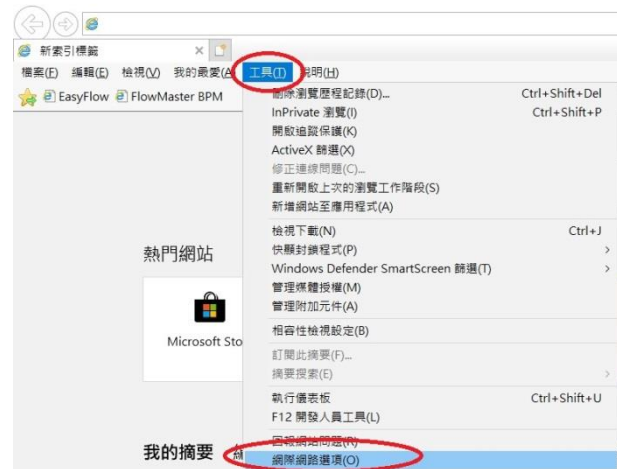 新索引標籤
檔案(F) 編輯(E) 檢視(V) 我的最愛(A) 工具(T) 說明(H)
EasyFlow FlowMaster BPM
刪除瀏覽歷程記錄(D)... Ctrl+Shift+Del
InPrivate 瀏覽(I) Ctrl+Shift+P
開啟追蹤保護(K)
ActiveX 篩選(X)
修正連線問題(C)...
重新開啟上次的瀏覽工作階段(S)
新增網站至應用程式(A)
檢視下載(N) Ctrl+J
快顯封鎖程式(P)
Windows Defender SmartScreen 篩選(T)
管理媒體授權(M)
管理附加元件(A)
相容性檢視設定(B)
訂閱此摘要(F)...
摘要搜索(E)
執行儀表板 Ctrl+Shift+U
F12 開發人員工具(L)
回報網站問題(R)
網際網路選項(O)
熱門網站
Microsoft Sto
我的摘要